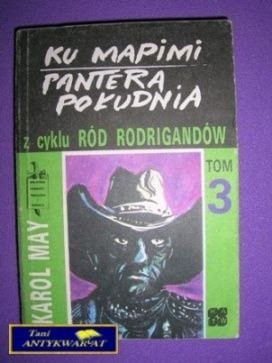 KU MAPIMI
PANTERA
POŁUDNIA
z cyklu RÓD RODRIGANDÓW
TOM
3
KAROL MAY
Tani
ANTYKWARIAT